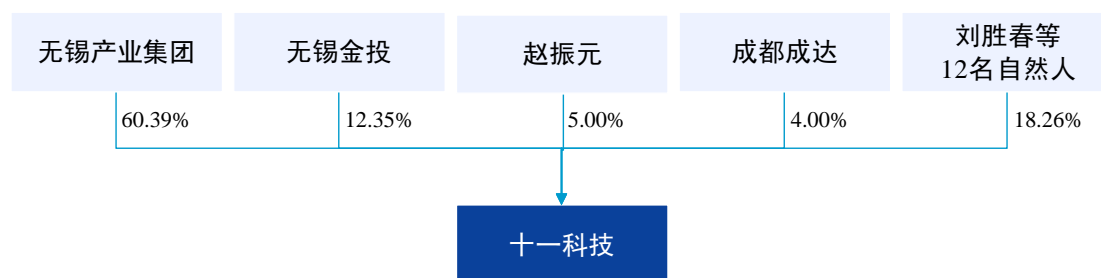 无锡产业集团
无锡金投
赵振元
成都成达
刘胜春等
12名自然人
60.39%
12.35%
5.00%
4.00%
18.26%
十一科技